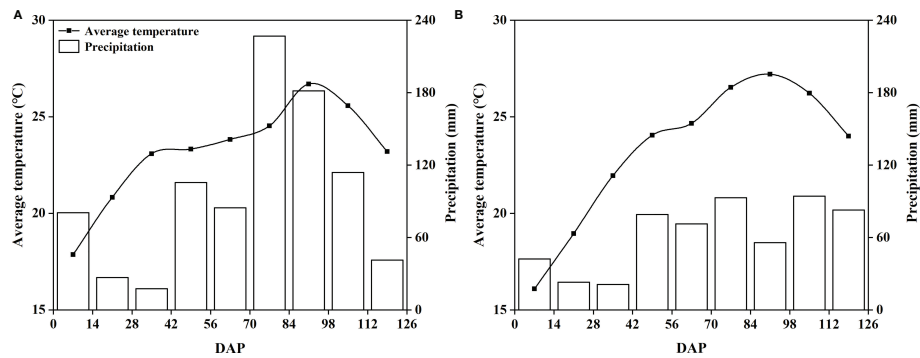 A
B
Average temperature
Precipitation
30
25
20
15
240
180
120
60
0
Average temperature (°C)
Precipitation (mm)
0 14 28 42 56 70 84 98 112 126
DAP
30
25
20
15
240
180
120
60
0
Average temperature (°C)
Precipitation (mm)
0 14 28 42 56 70 84 98 112 126
DAP